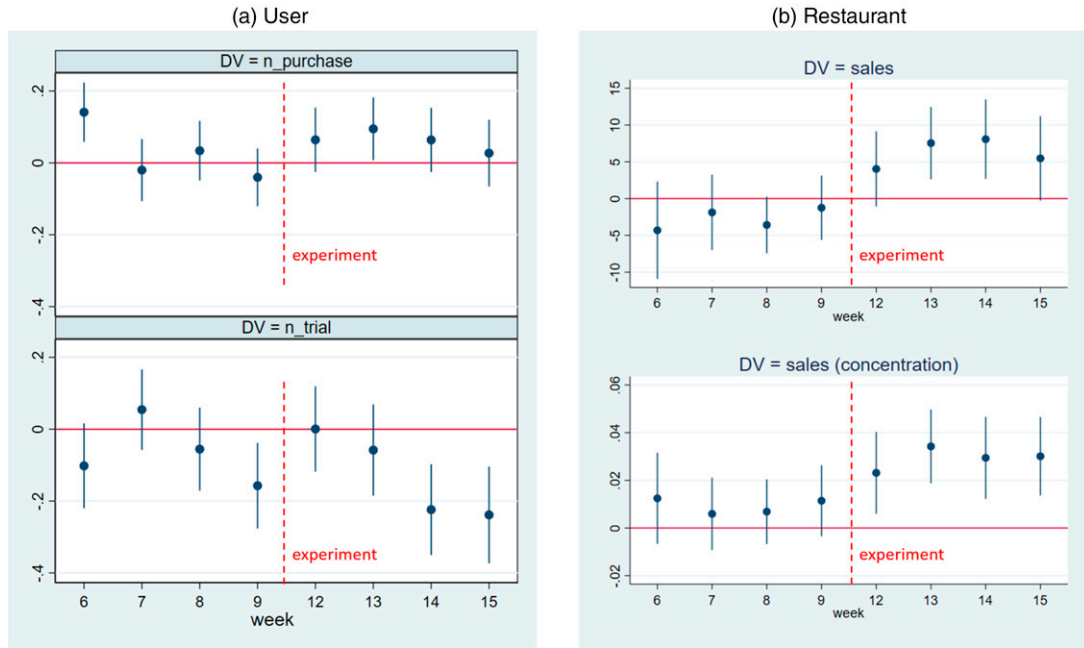 (a) User
DV = n_purchase
.2
0
-.2
-.4
experiment
DV = n_trial
.2
0
-.2
-.4
experiment
6 7 8 9 12 13 14 15
week
(b) Restaurant
DV = sales
15
10
5
0
-5
-10
experiment
6 7 8 9 12 13 14 15
week
DV = sales (concentration)
.06
.04
.02
0
-.02
experiment
6 7 8 9 12 13 14 15
week